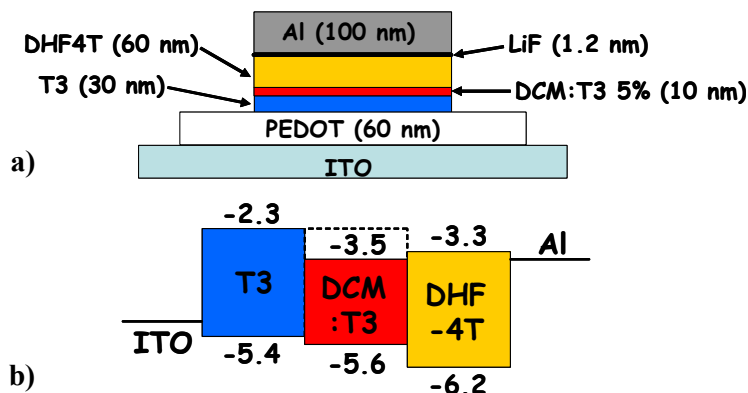 Al (100 nm)
DHF4T (60 nm)
LiF (1.2 nm)
T3 (30 nm)
DCM:T3 5% (10 nm)
PEDOT (60 nm)
a)
ITO
-2.3
-3.5
-3.3
Al
T3
DCM
:T3
DHF
-4T
ITO
-5.4
-5.6
-6.2
b)